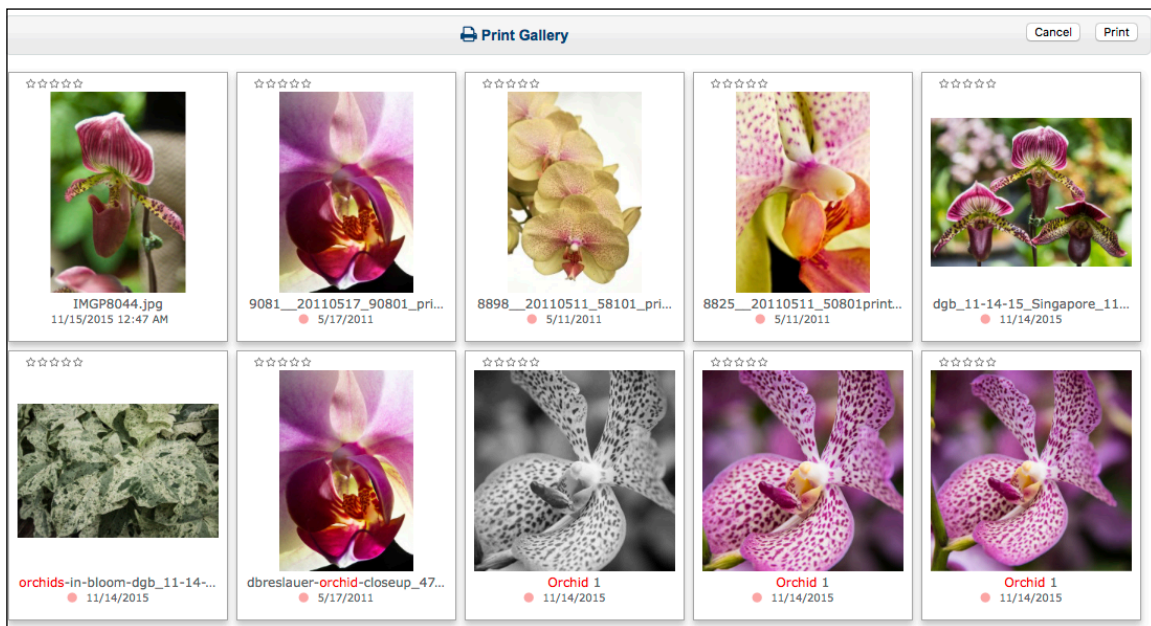 Print Gallery
Cancel
Print
IMGP8044.jpg
11/15/2015 12:47 AM
9081__20110517_90801_pri...
5/17/2011
8898__20110511_58101_pri...
5/11/2011
8825__20110511_50801print...
5/11/2011
dgb_11-14-15_Singapore_11...
11/14/2015
orchids-in-bloom-dgb_11-14-...
11/14/2015
dbreslauer-orchid-closeup_47...
5/17/2011
Orchid 1
11/14/2015
Orchid 1
11/14/2015
Orchid 1
11/14/2015